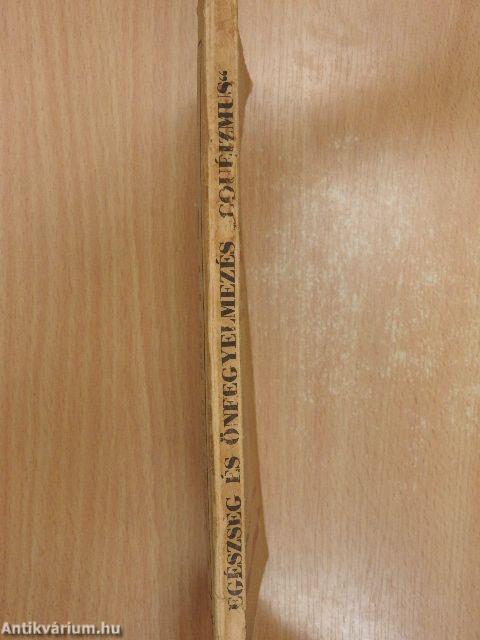 EGÉSZSÉG ÉS ÖNFEGYELMEZÉS „COUÉIZMUS“
Antikvárium.hu